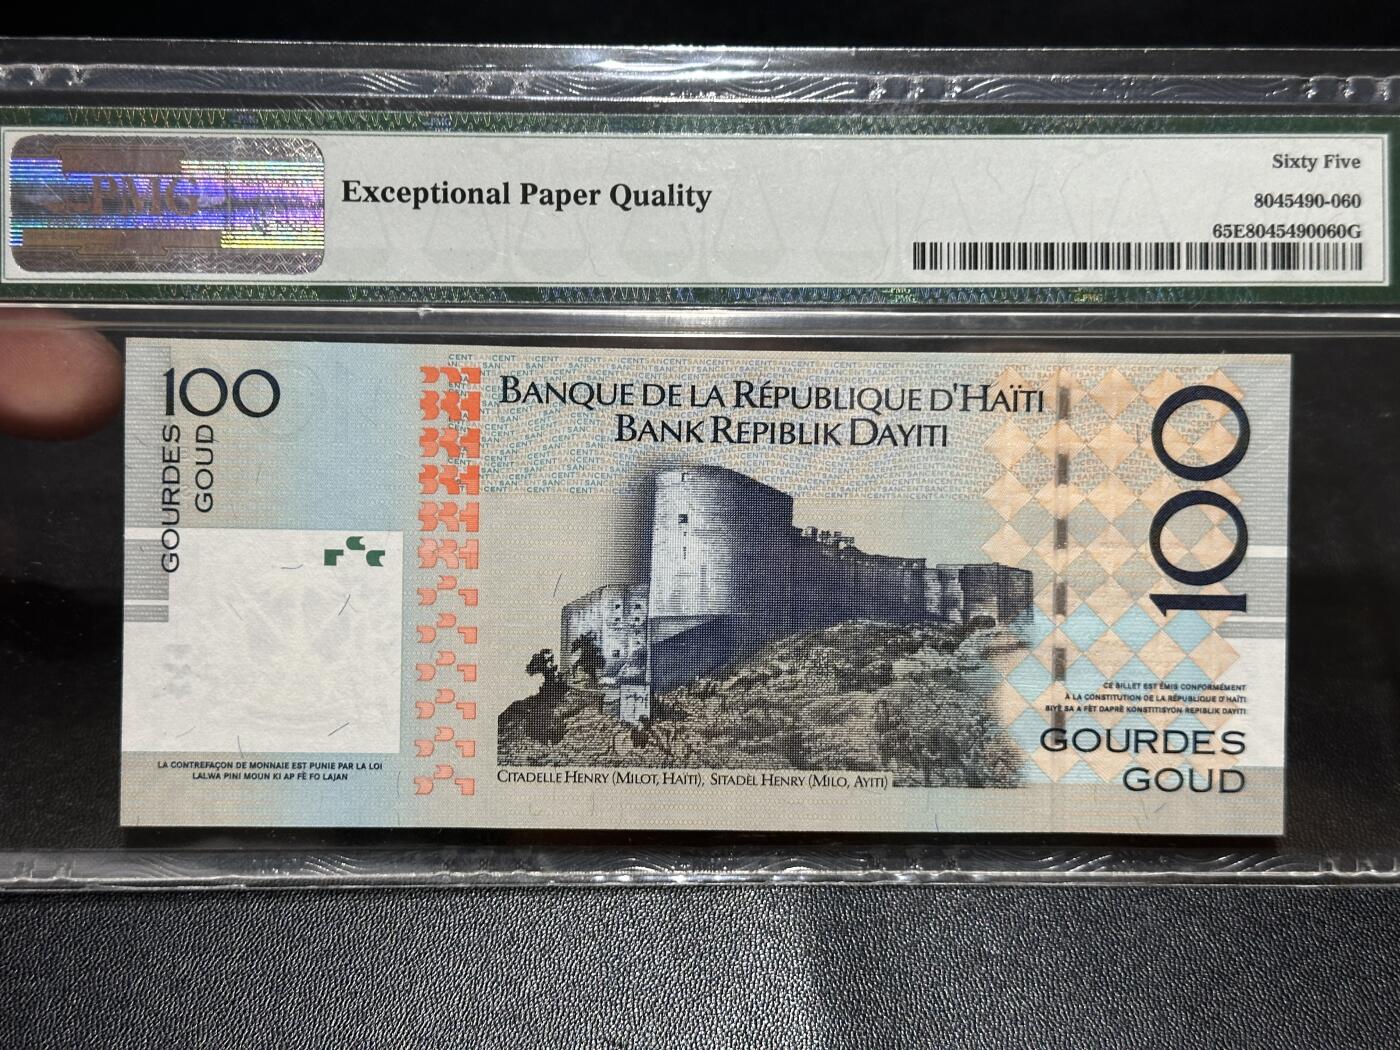 PMG
Exceptional Paper Quality
Sixty Five
8045490-060
65E8045490060G
100
GOURDES
GOUD
BANQUE DE LA RÉPUBLIQUE D'HAÏTI
BANK REPIBLIK DAYITI
100
CE BILLET EST ÉMIS CONFORMÉMENT
À LA CONSTITUTION DE LA RÉPUBLIQUE D'HAÏTI
BIYÈ SA A FÈT DAPRÈ KONSTITISYON REPIBLIK DAYITI
GOURDES
GOUD
LA CONTREFAÇON DE MONNAIE EST PUNIE PAR LA LOI
LALWA PINI MOUN KI AP FÈ FO LAJAN
CITADELLE HENRY (MILOT, HAÏTI), SITADÈL HENRY (MILO, AYITI)